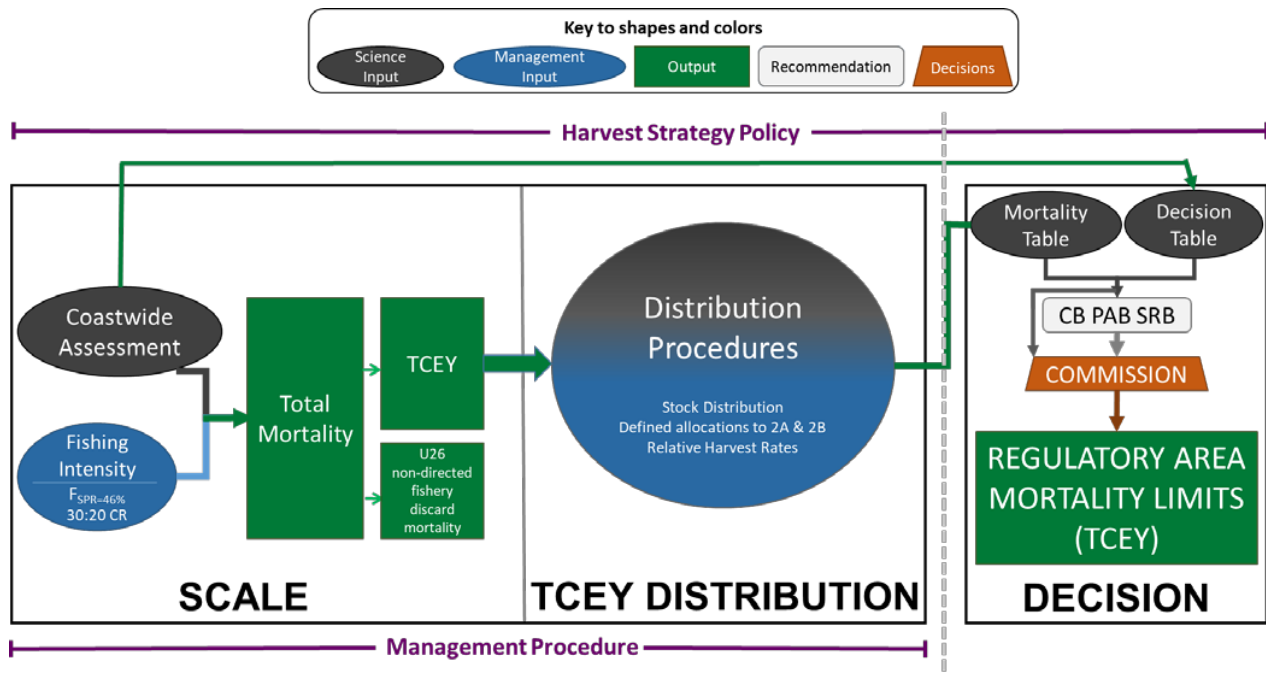 Key to shapes and colors
Science
Input
Management
Input
Output
Recommendation
Decisions
Harvest Strategy Policy
Coastwide
Assessment
Fishing
Intensity
FSPR=46%
30:20 CR
Total
Mortality
TCEY
U26
non-directed
fishery
discard
mortality
SCALE
Distribution
Procedures
Stock Distribution
Defined allocations to 2A & 2B
Relative Harvest Rates
TCEY DISTRIBUTION
Mortality
Table
Decision
Table
CB PAB SRB
COMMISSION
REGULATORY AREA
MORTALITY LIMITS
(TCEY)
DECISION
Management Procedure